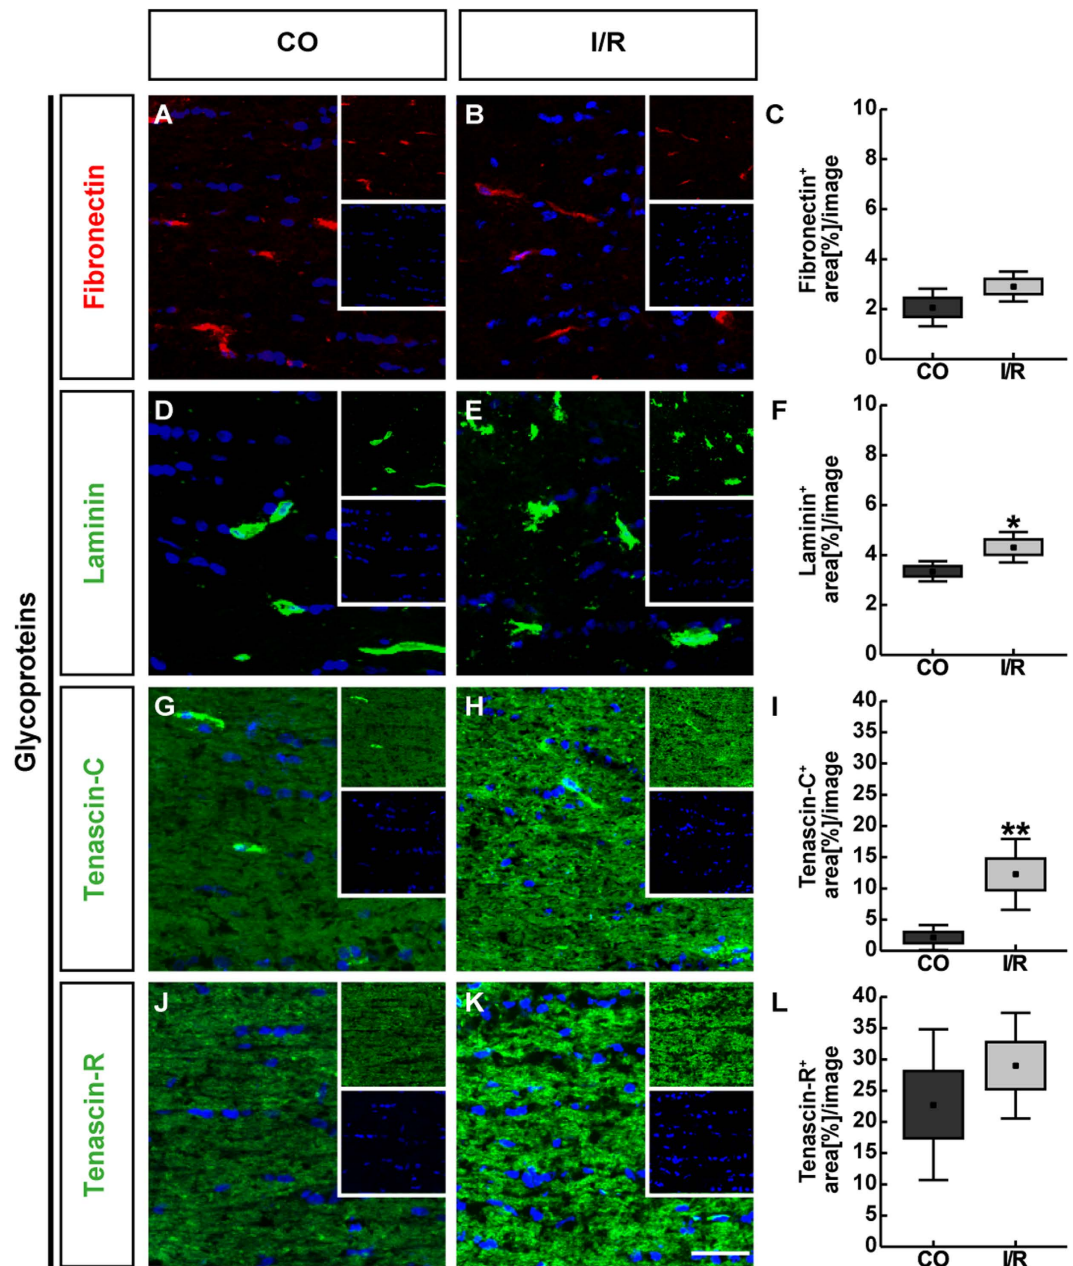 CO
I/R
Glycoproteins
Fibronectin
A
B
C
Fibronectin⁺
area[%]/image
10
8
6
4
2
0
CO
I/R
Laminin
D
E
F
Laminin⁺
area[%]/image
10
8
6
4
2
0
*
CO
I/R
Tenascin-C
G
H
I
Tenascin-C⁺
area[%]/image
40
35
30
25
20
15
10
5
0
**
CO
I/R
Tenascin-R
J
K
L
Tenascin-R⁺
area[%]/image
40
35
30
25
20
15
10
5
0
CO
I/R